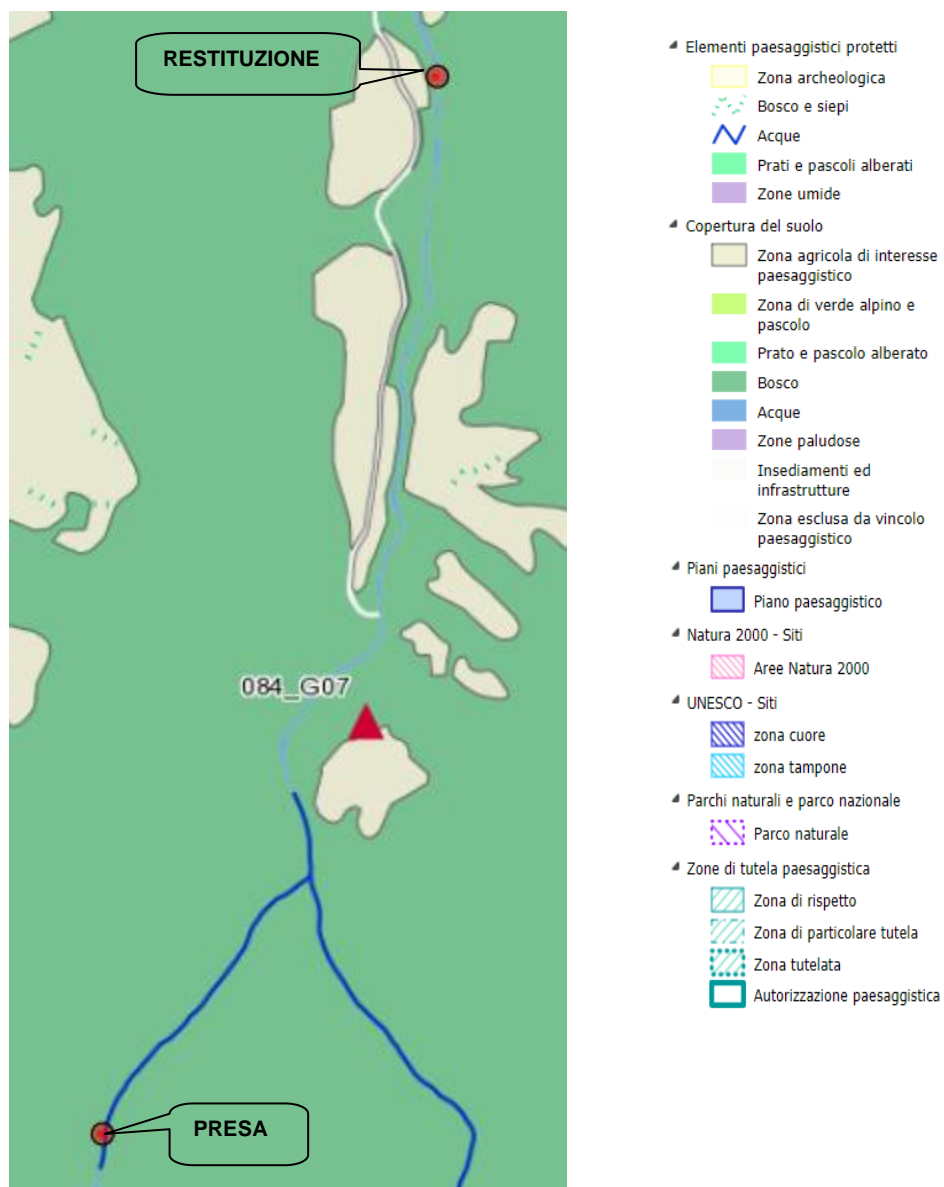 RESTITUZIONE
084_G07
PRESA
Elementi paesaggistici protetti
Zona archeologica
Bosco e siepi
Acque
Prati e pascoli alberati
Zone umide
Copertura del suolo
Zona agricola di interesse
paesaggistico
Zona di verde alpino e
pascolo
Prato e pascolo alberato
Bosco
Acque
Zone paludose
Insediamenti ed
infrastrutture
Zona esclusa da vincolo
paesaggistico
Piani paesaggistici
Piano paesaggistico
Natura 2000 - Siti
Aree Natura 2000
UNESCO - Siti
zona cuore
zona tampone
Parchi naturali e parco nazionale
Parco naturale
Zone di tutela paesaggistica
Zona di rispetto
Zona di particolare tutela
Zona tutelata
Autorizzazione paesaggistica